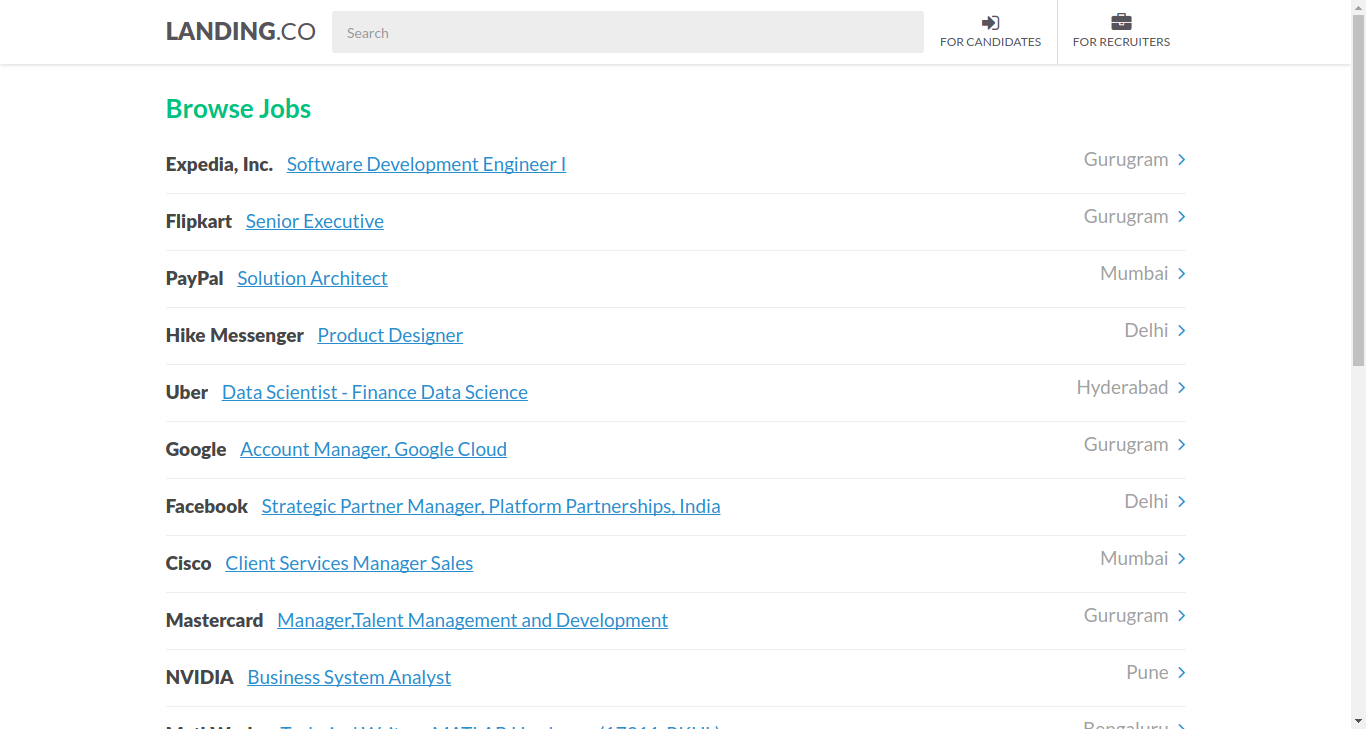 LANDING.CO
Search
FOR CANDIDATES
FOR RECRUITERS
Browse Jobs
Expedia, Inc. Software Development Engineer I Gurugram
Flipkart Senior Executive Gurugram
PayPal Solution Architect Mumbai
Hike Messenger Product Designer Delhi
Uber Data Scientist - Finance Data Science Hyderabad
Google Account Manager, Google Cloud Gurugram
Facebook Strategic Partner Manager, Platform Partnerships, India Delhi
Cisco Client Services Manager Sales Mumbai
Mastercard Manager,Talent Management and Development Gurugram
NVIDIA Business System Analyst Pune
Bengaluru